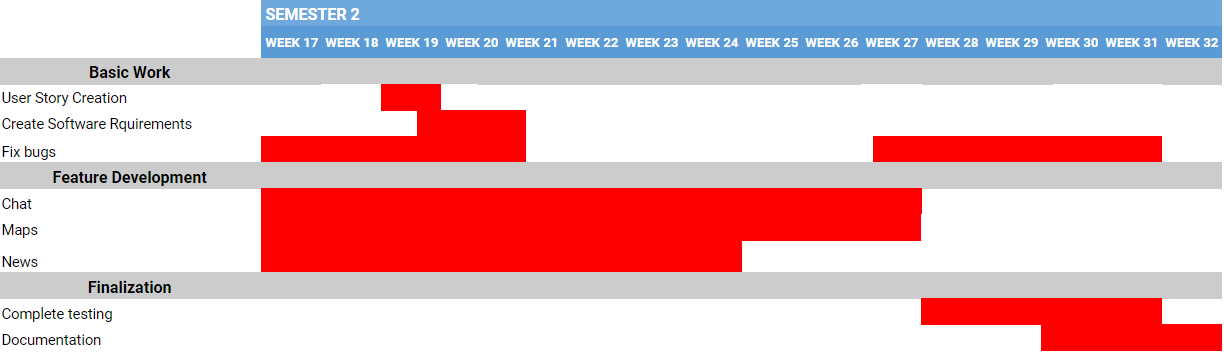 SEMESTER 2
WEEK 17 WEEK 18 WEEK 19 WEEK 20 WEEK 21 WEEK 22 WEEK 23 WEEK 24 WEEK 25 WEEK 26 WEEK 27 WEEK 28 WEEK 29 WEEK 30 WEEK 31 WEEK 32
Basic Work
User Story Creation
Create Software Rquirements
Fix bugs
Feature Development
Chat
Maps
News
Finalization
Complete testing
Documentation